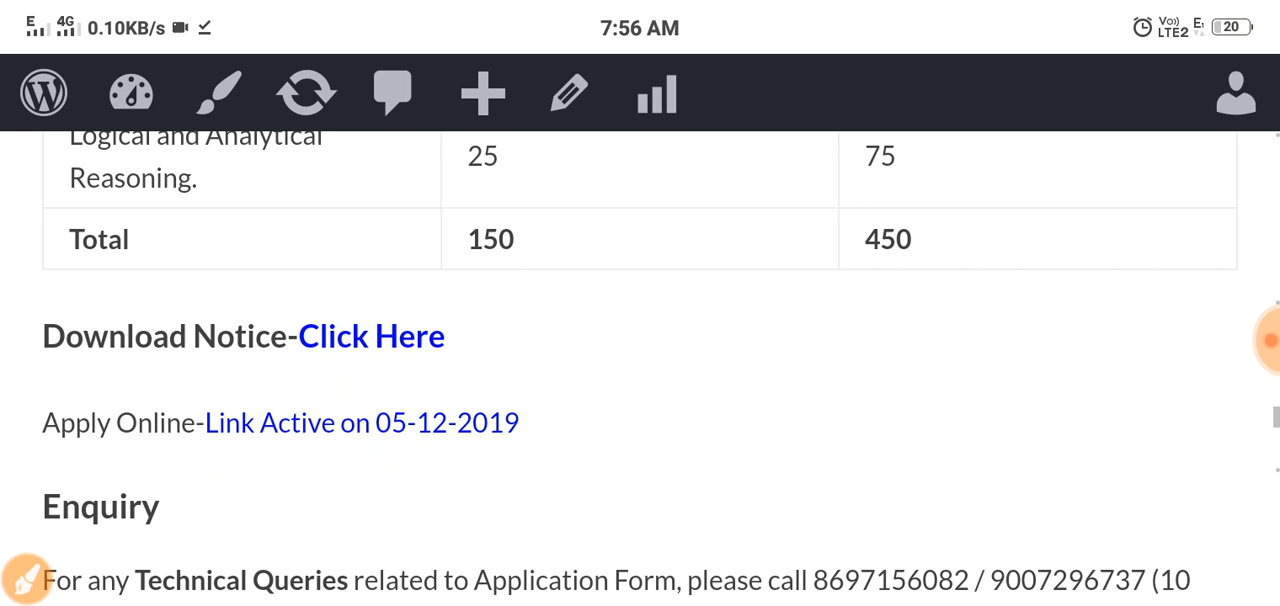 E 4G 0.10KB/s 7:56 AM Vo)) LTE2 E 20
Logical and Analytical
Reasoning. 25 75
Total 150 450
Download Notice-Click Here
Apply Online-Link Active on 05-12-2019
Enquiry
For any Technical Queries related to Application Form, please call 8697156082 / 9007296737 (10